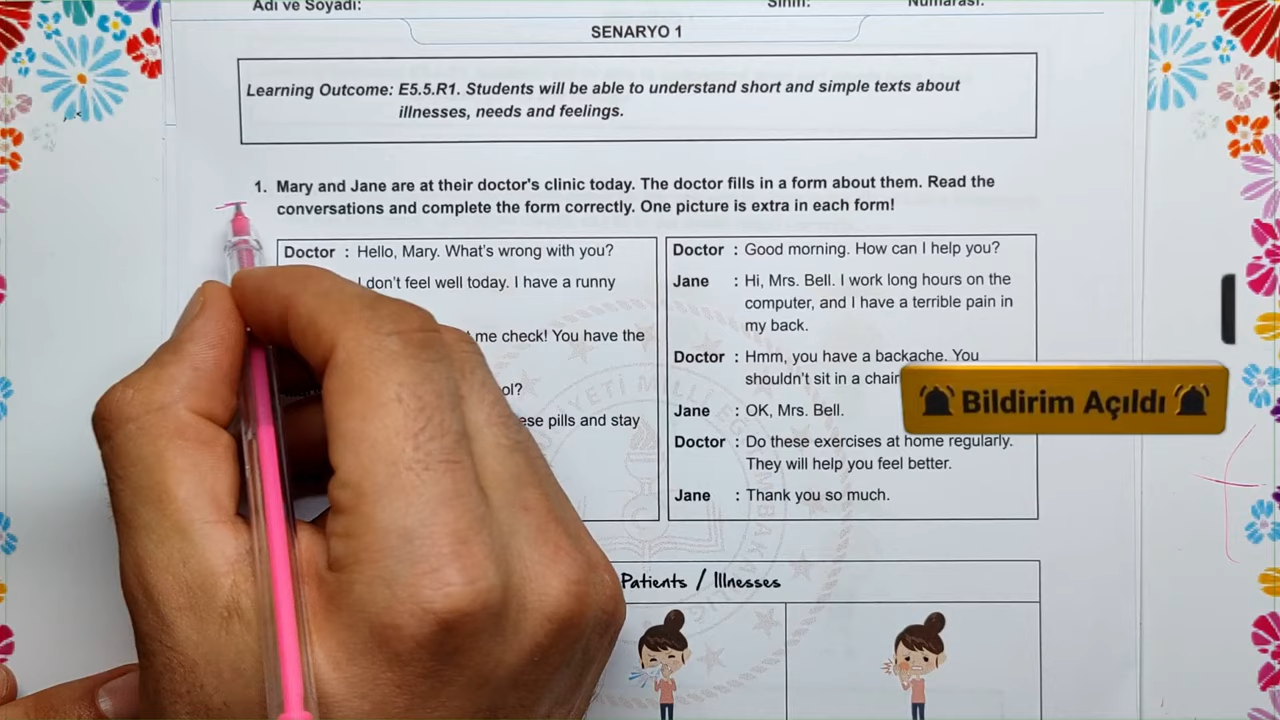 Adı ve Soyadı:
Sınıfı:
Numarası:
SENARYO 1
Learning Outcome: E5.5.R1. Students will be able to understand short and simple texts about
illnesses, needs and feelings.
1. Mary and Jane are at their doctor's clinic today. The doctor fills in a form about them. Read the
conversations and complete the form correctly. One picture is extra in each form!
Doctor : Hello, Mary. What's wrong with you?
I don't feel well today. I have a runny
me check! You have the
ese pills and stay
Doctor : Good morning. How can I help you?
Jane : Hi, Mrs. Bell. I work long hours on the
computer, and I have a terrible pain in
my back.
Doctor : Hmm, you have a backache. You
shouldn't sit in a chair
Jane : OK, Mrs. Bell.
Doctor : Do these exercises at home regularly.
They will help you feel better.
Jane : Thank you so much.
Bildirim Açıldı
Patients / Illnesses